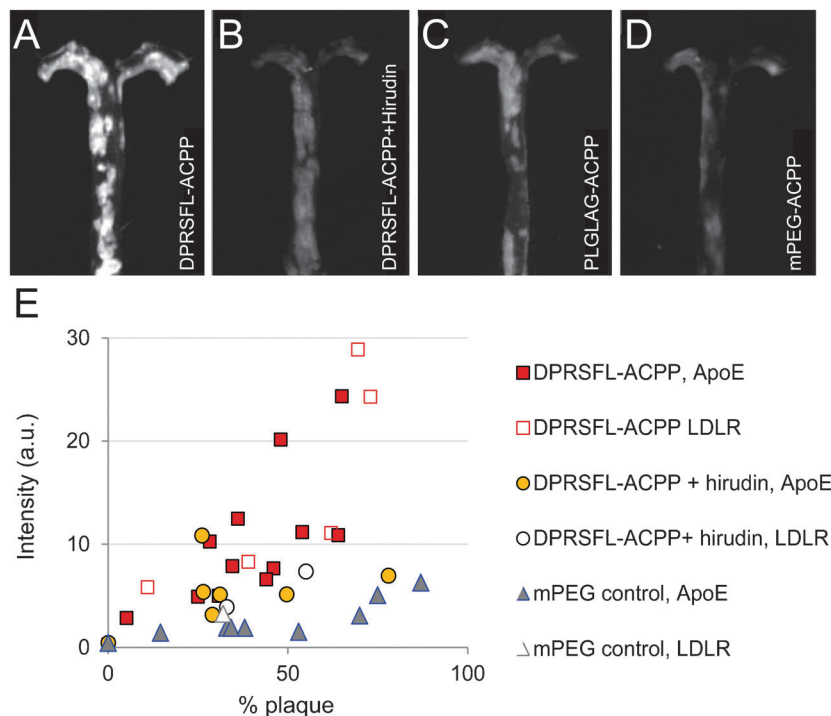 A
B
C
D
DPRSFL-ACPP
DPRSFL-ACPP+Hirudin
PLGLAG-ACPP
mPEG-ACPP
E
30
20
10
0
0
50
100
Intensity (a.u.)
% plaque
DPRSFL-ACPP, ApoE
DPRSFL-ACPP LDLR
DPRSFL-ACPP + hirudin, ApoE
DPRSFL-ACPP+ hirudin, LDLR
mPEG control, ApoE
mPEG control, LDLR